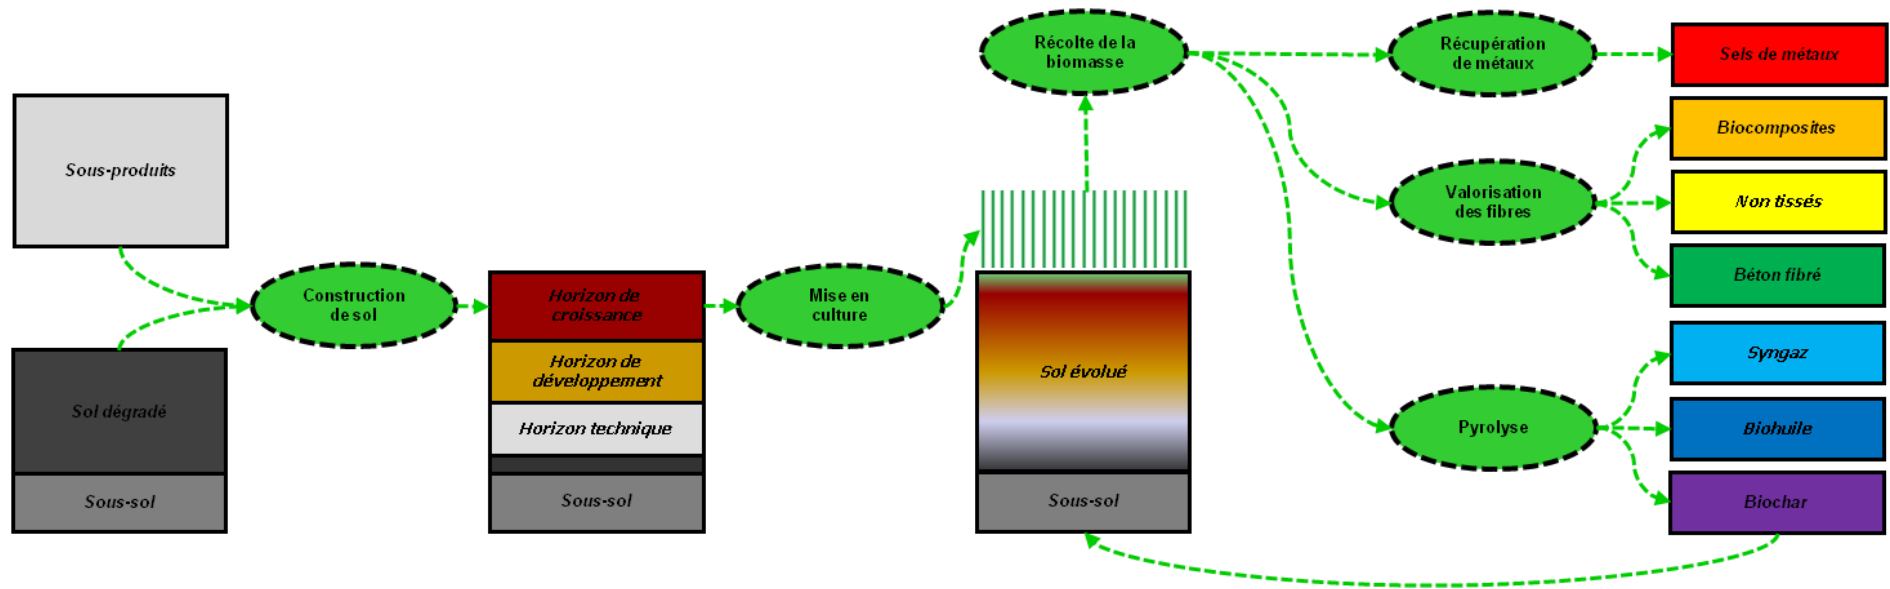 Sous-produits
Sol dégradé
Sous-sol
Construction
de sol
Horizon de
croissance
Horizon de
développement
Horizon technique
Sous-sol
Mise en
culture
Sol évolué
Sous-sol
Récolte de la
biomasse
Récupération
de métaux
Valorisation
des fibres
Pyrolyse
Sels de métaux
Biocomposites
Non tissés
Béton fibré
Syngaz
Biohuile
Biochar